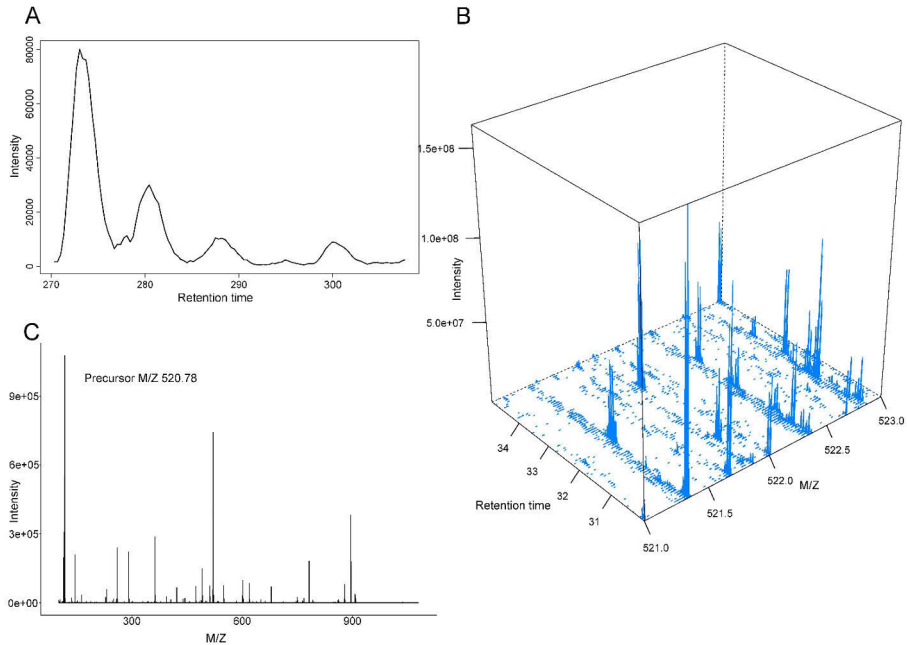 A
80000
60000
40000
20000
0
Intensity
270
280
290
300
Retention time
B
1.5e+08
1.0e+08
5.0e+07
Intensity
34
33
32
31
Retention time
521.0
521.5
522.0
522.5
523.0
M/Z
C
Precursor M/Z 520.78
9e+05
6e+05
3e+05
0e+00
Intensity
300
600
900
M/Z